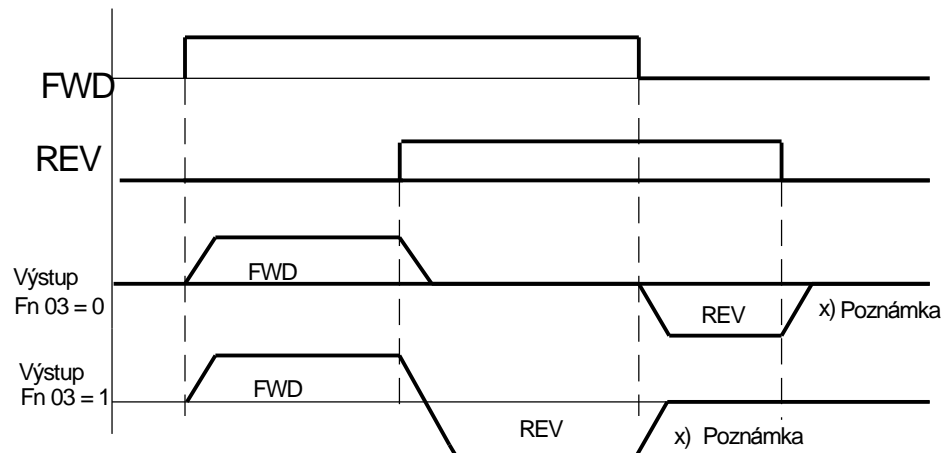 FWD
REV
Výstup
Fn 03 = 0
FWD
REV
x) Poznámka
Výstup
Fn 03 = 1
FWD
REV
x) Poznámka